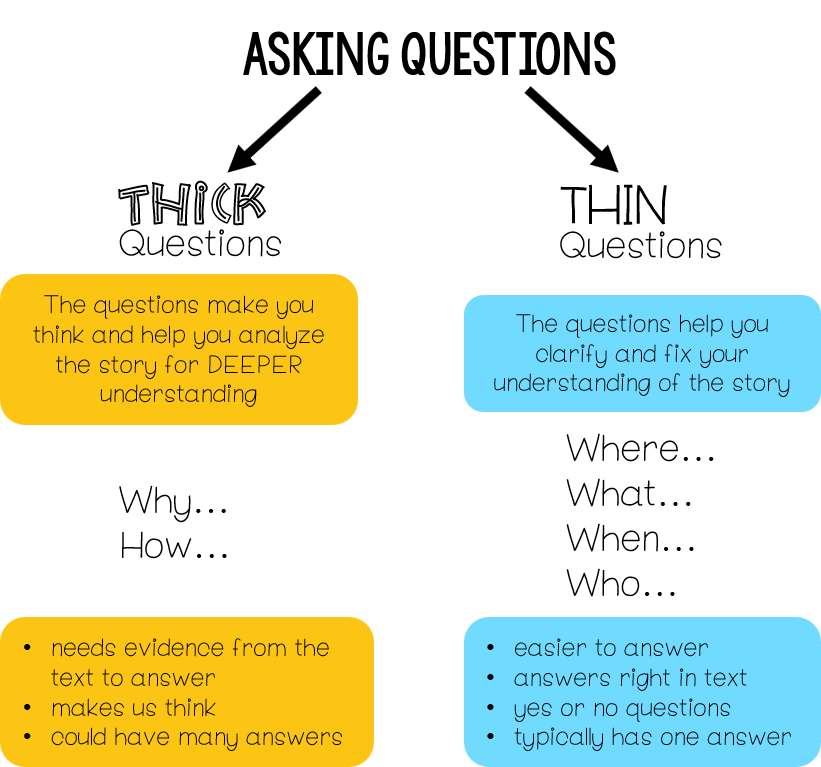 ASKING QUESTIONS
THICK
Questions
The questions make you
think and help you analyze
the story for DEEPER
understanding
Why...
How...
• needs evidence from the
text to answer
• makes us think
• could have many answers
THIN
Questions
The questions help you
clarify and fix your
understanding of the story
Where...
What...
When...
Who...
• easier to answer
• answers right in text
• yes or no questions
• typically has one answer